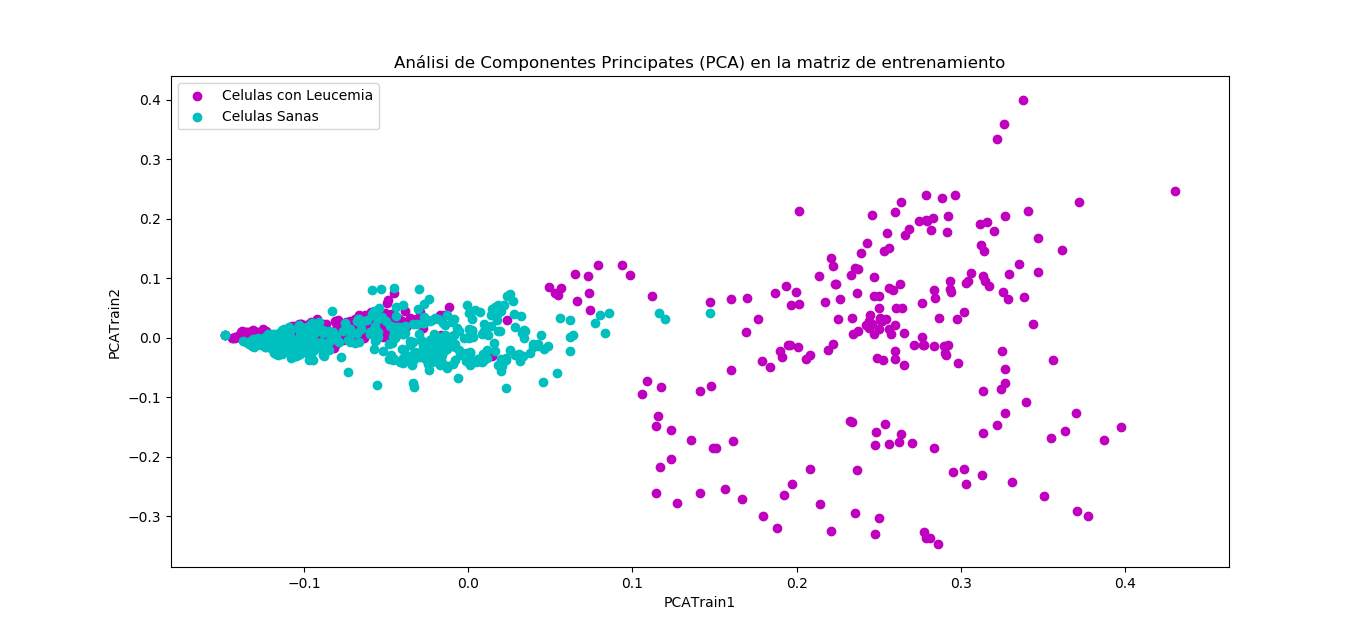 Análisi de Componentes Principates (PCA) en la matriz de entrenamiento
Celulas con Leucemia
Celulas Sanas
0.4
0.3
0.2
0.1
0.0
−0.1
−0.2
−0.3
PCATrain2
−0.1
0.0
0.1
0.2
0.3
0.4
PCATrain1